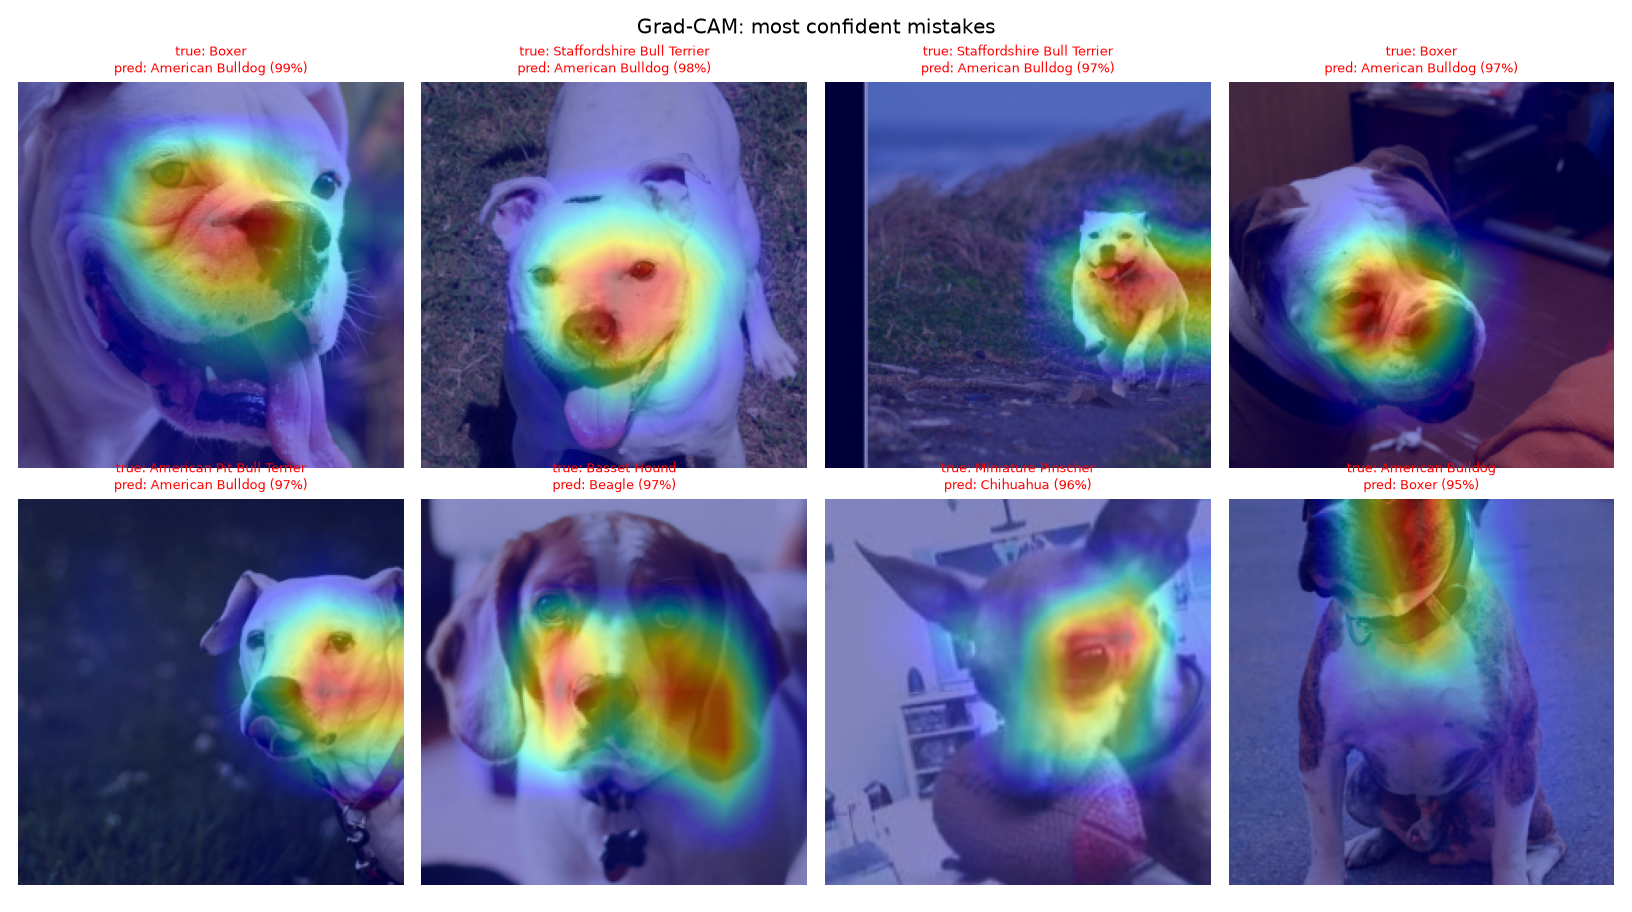 Grad-CAM: most confident mistakes
true: Boxer
pred: American Bulldog (99%)
true: Staffordshire Bull Terrier
pred: American Bulldog (98%)
true: Staffordshire Bull Terrier
pred: American Bulldog (97%)
true: Boxer
pred: American Bulldog (97%)
true: American Pit Bull Terrier
pred: American Bulldog (97%)
true: Basset Hound
pred: Beagle (97%)
true: Miniature Pinscher
pred: Chihuahua (96%)
true: American Bulldog
pred: Boxer (95%)